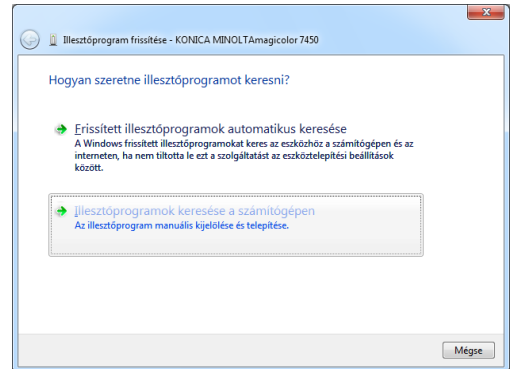 Illesztőprogram frissítése - KONICA MINOLTAmagicolor 7450
Hogyan szeretne illesztőprogramot keresni?
Frissített illesztőprogramok automatikus keresése
A Windows frissített illesztőprogramokat keres az eszközhöz a számítógépen és az
interneten, ha nem tiltotta le ezt a szolgáltatást az eszköztelepítési beállítások
között.
Illesztőprogramok keresése a számítógépen
Az illesztőprogram manuális kijelölése és telepítése.
Mégse